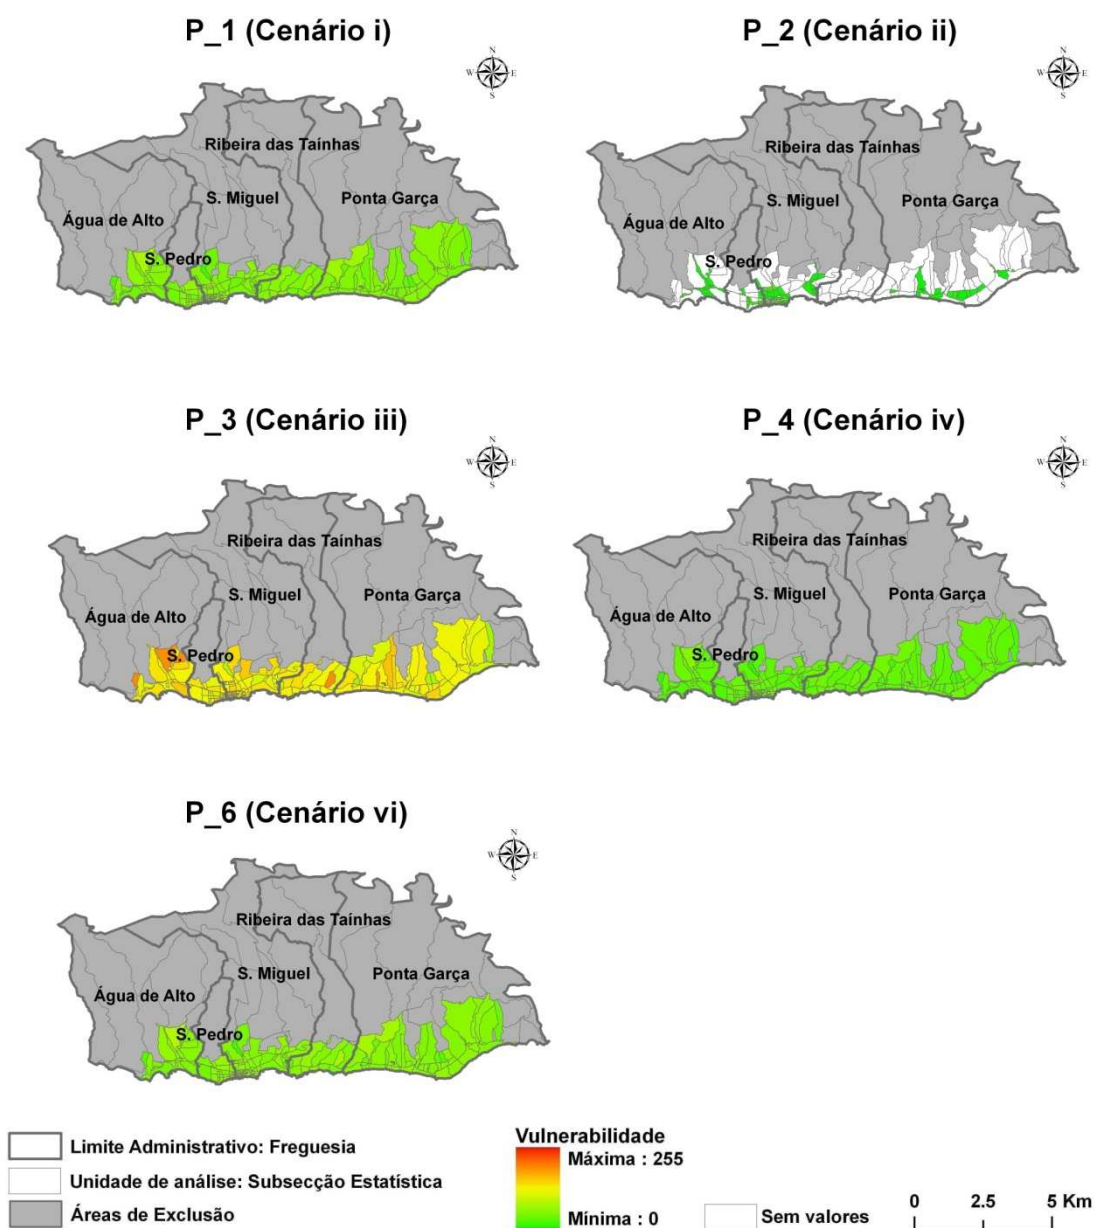 P_1 (Cenário i)
N
W E
S
Ribeira das Taínhas
S. Miguel
Ponta Garça
Água de Alto
S. Pedro
P_2 (Cenário ii)
N
W E
S
Ribeira das Taínhas
S. Miguel
Ponta Garça
Água de Alto
S. Pedro
P_3 (Cenário iii)
N
W E
S
Ribeira das Taínhas
S. Miguel
Ponta Garça
Água de Alto
S. Pedro
P_4 (Cenário iv)
N
W E
S
Ribeira das Taínhas
S. Miguel
Ponta Garça
Água de Alto
S. Pedro
P_6 (Cenário vi)
N
W E
S
Ribeira das Taínhas
S. Miguel
Ponta Garça
Água de Alto
S. Pedro
Limite Administrativo: Freguesia
Unidade de análise: Subsecção Estatística
Áreas de Exclusão
Vulnerabilidade
Máxima : 255
Mínima : 0
Sem valores
0 2.5 5 Km